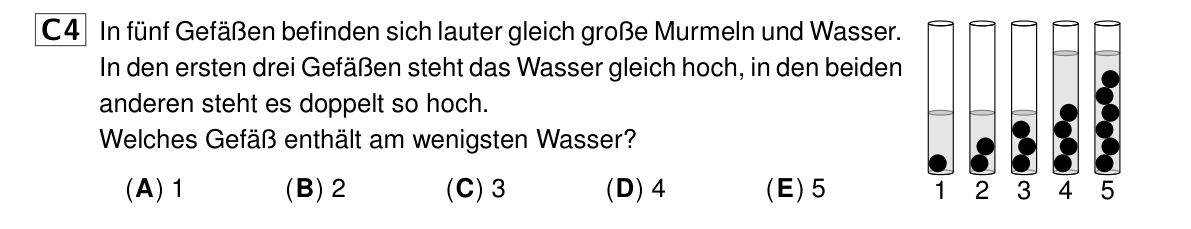 C4 In fünf Gefäßen befinden sich lauter gleich große Murmeln und Wasser.
In den ersten drei Gefäßen steht das Wasser gleich hoch, in den beiden
anderen steht es doppelt so hoch.
Welches Gefäß enthält am wenigsten Wasser?
(A) 1 (B) 2 (C) 3 (D) 4 (E) 5
1 2 3 4 5